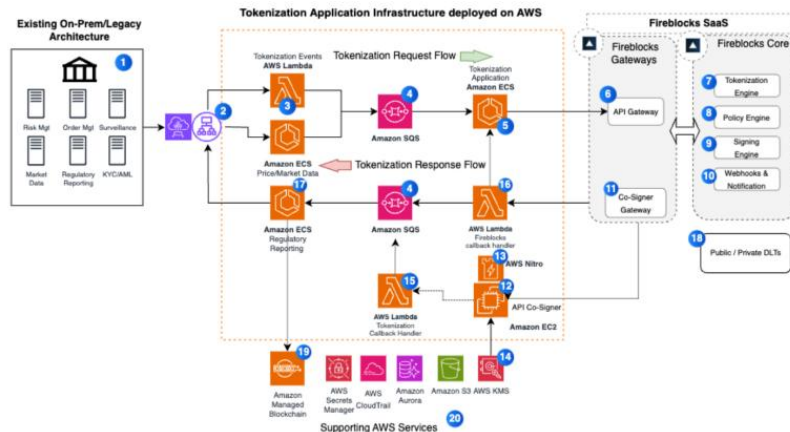 Tokenization Application Infrastructure deployed on AWS
Existing On-Prem/Legacy
Architecture
1
Risk Mgt
Order Mgt
Surveillance
Market
Data
Regulatory
Reporting
KYC/AML
2
Tokenization Events
AWS Lambda
3
Tokenization Request Flow
Amazon ECS
Price/Market Data
4
Amazon SQS
Tokenization
Application
Amazon ECS
5
Tokenization Response Flow
17
Amazon ECS
Regulatory
Reporting
4
Amazon SQS
16
AWS Lambda
Fireblocks
callback handler
13
AWS Nitro
12
API Co-Signer
Amazon EC2
15
AWS Lambda
Tokenization
Callback Handler
Fireblocks SaaS
Fireblocks
Gateways
6
API Gateway
11
Co-Signer
Gateway
Fireblocks Core
7
Tokenization
Engine
8
Policy Engine
9
Signing
Engine
10
Webhooks &
Notification
18
Public / Private DLTs
19
Amazon
Managed
Blockchain
AWS
Secrets
Manager
AWS
CloudTrail
Amazon
Aurora
Amazon S3
14
AWS KMS
Supporting AWS Services
20